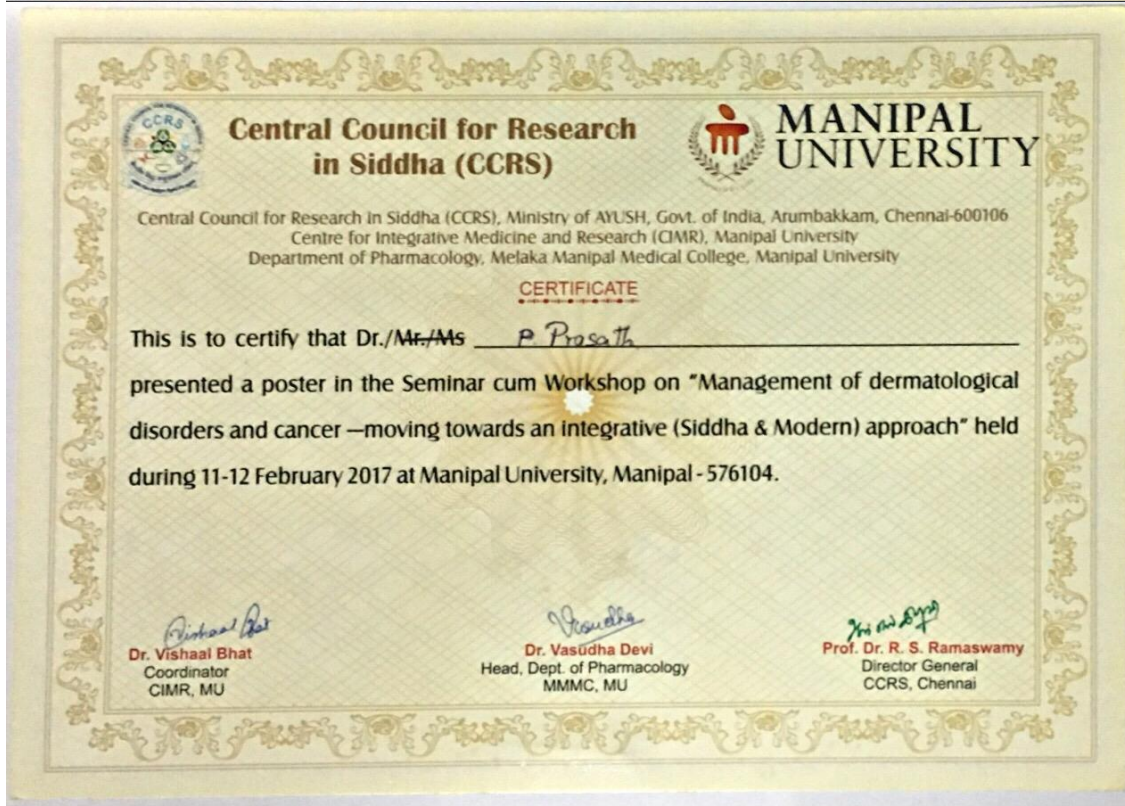 CCRS
Central Council for Research
in Siddha (CCRS)
MANIPAL
UNIVERSITY
Central Council for Research in Siddha (CCRS), Ministry of AYUSH, Govt. of India, Arumbakkam, Chennai-600106
Centre for Integrative Medicine and Research (CIMR), Manipal University
Department of Pharmacology, Melaka Manipal Medical College, Manipal University
CERTIFICATE
This is to certify that Dr./Mr./Ms P. Prasath
presented a poster in the Seminar cum Workshop on "Management of dermatological
disorders and cancer —moving towards an integrative (Siddha & Modern) approach" held
during 11-12 February 2017 at Manipal University, Manipal - 576104.
Vishaal Bhat
Vasudha
Dr. Vishaal Bhat
Coordinator
CIMR, MU
Dr. Vasudha Devi
Head, Dept. of Pharmacology
MMMC, MU
Prof. Dr. R. S. Ramaswamy
Director General
CCRS, Chennai